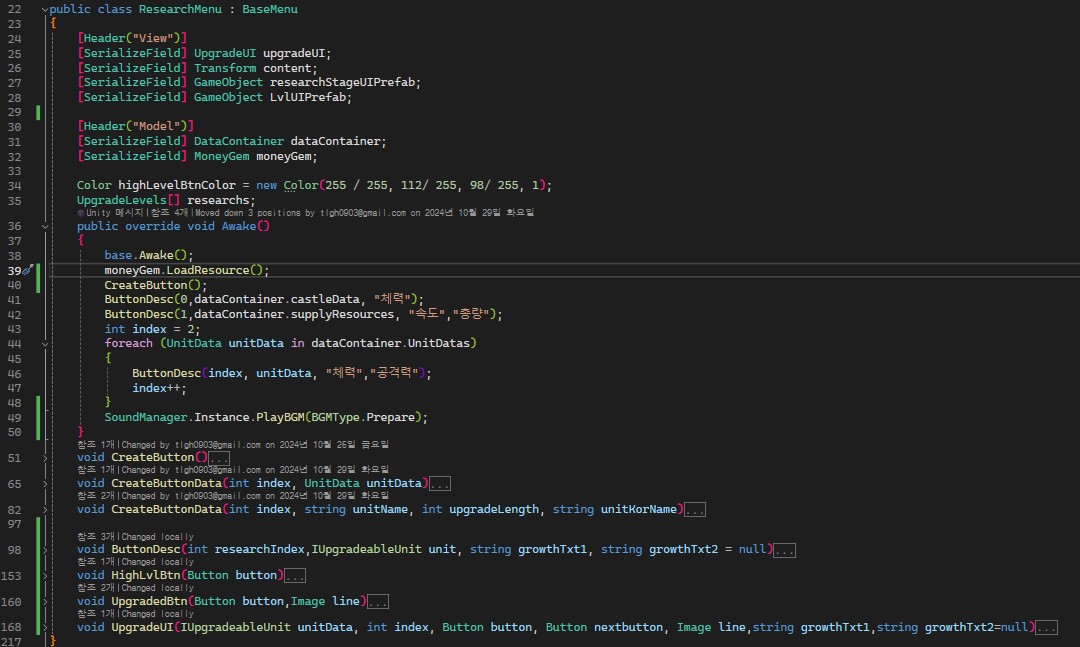 22 public class ResearchMenu : BaseMenu
23 {
24 [Header("View")]
25 [SerializeField] UpgradeUI upgradeUI;
26 [SerializeField] Transform content;
27 [SerializeField] GameObject researchStageUIPrefab;
28 [SerializeField] GameObject LvlUIPrefab;
29
30 [Header("Model")]
31 [SerializeField] DataContainer dataContainer;
32 [SerializeField] MoneyGem moneyGem;
33
34 Color highLevelBtnColor = new Color(255 / 255, 112/ 255, 98/ 255, 1);
35 UpgradeLevels[] researchs;
Unity 메시지|참조 4개|Moved down 3 positions by tlgh0903@gmail.com on 2024년 10월 29일 화요일
36 public override void Awake()
37 {
38 base.Awake();
39 moneyGem.LoadResource();
40 CreateButton();
41 ButtonDesc(0,dataContainer.castleData, "체력");
42 ButtonDesc(1,dataContainer.supplyResources, "속도","총량");
43 int index = 2;
44 foreach (UnitData unitData in dataContainer.UnitDatas)
45 {
46 ButtonDesc(index, unitData, "체력","공격력");
47 index++;
48 }
49 SoundManager.Instance.PlayBGM(BGMType.Prepare);
50 }
참조 1개|Changed by tlgh0903@gmail.com on 2024년 10월 25일 금요일
51 void CreateButton()...
참조 1개|Changed by tlgh0903@gmail.com on 2024년 10월 29일 화요일
65 void CreateButtonData(int index, UnitData unitData)...
참조 2개|Changed by tlgh0903@gmail.com on 2024년 10월 29일 화요일
82 void CreateButtonData(int index, string unitName, int upgradeLength, string unitKorName)...
97
참조 3개|Changed locally
98 void ButtonDesc(int researchIndex,IUpgradeableUnit unit, string growthTxt1, string growthTxt2 = null)...
참조 1개|Changed locally
153 void HighLvlBtn(Button button)...
참조 2개|Changed locally
160 void UpgradedBtn(Button button,Image line)...
참조 1개|Changed locally
168 void UpgradeUI(IUpgradeableUnit unitData, int index, Button button, Button nextbutton, Image line,string growthTxt1,string growthTxt2=null)...
217 }